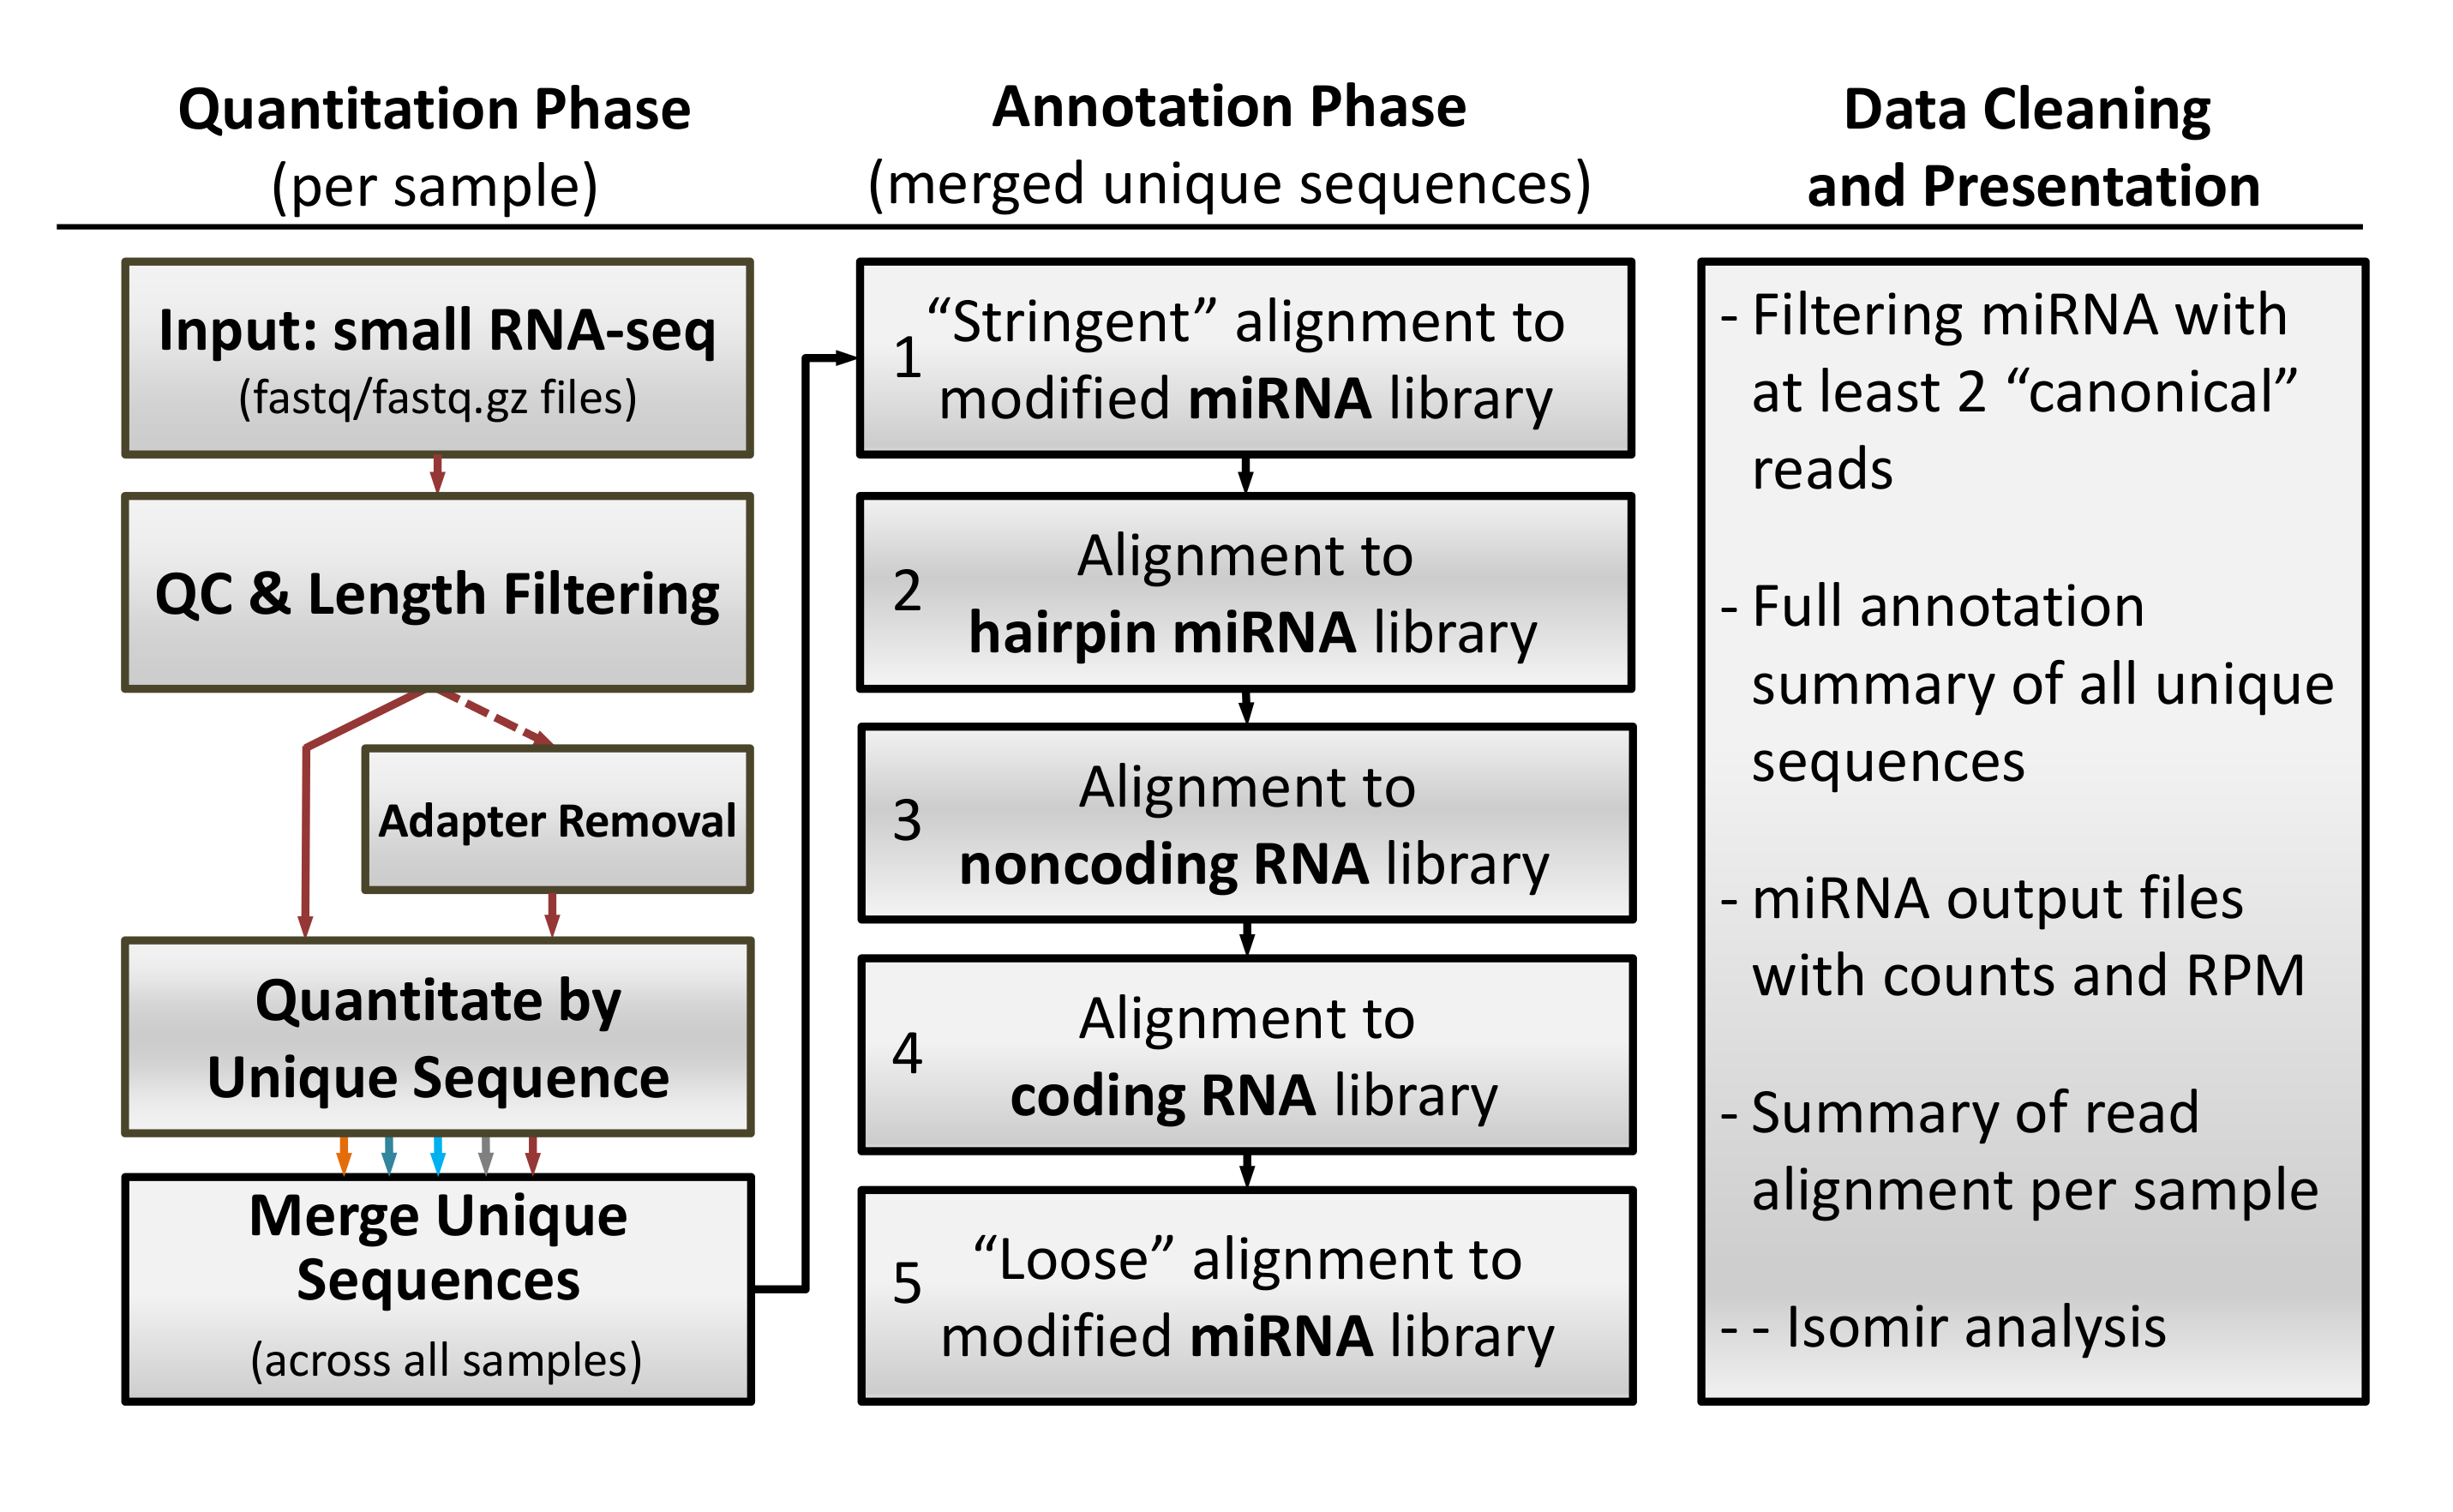 Quantitation Phase
(per sample)
Annotation Phase
(merged unique sequences)
Data Cleaning
and Presentation
Input: small RNA-seq
(fastq/fastq.gz files)
QC & Length Filtering
Adapter Removal
Quantitate by
Unique Sequence
Merge Unique
Sequences
(across all samples)
1
“Stringent” alignment to
modified miRNA library
2
Alignment to
hairpin miRNA library
3
Alignment to
noncoding RNA library
4
Alignment to
coding RNA library
5
“Loose” alignment to
modified miRNA library
- Filtering miRNA with
at least 2 “canonical”
reads
- Full annotation
summary of all unique
sequences
- miRNA output files
with counts and RPM
- Summary of read
alignment per sample
- - Isomir analysis